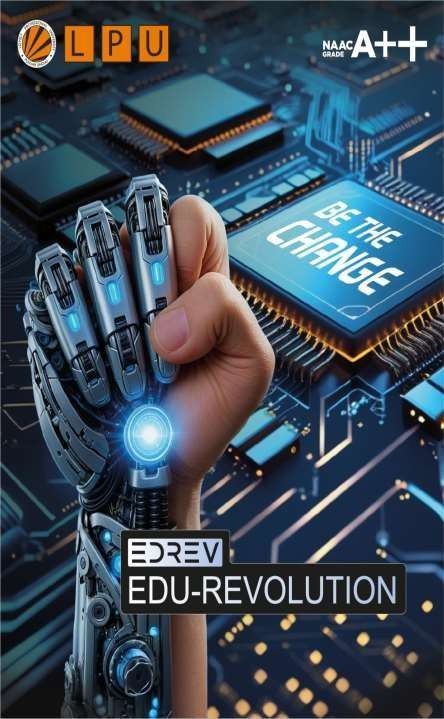 LPU
NAAC
GRADE
A++
BE THE
CHANGE
EDREV
EDU-REVOLUTION